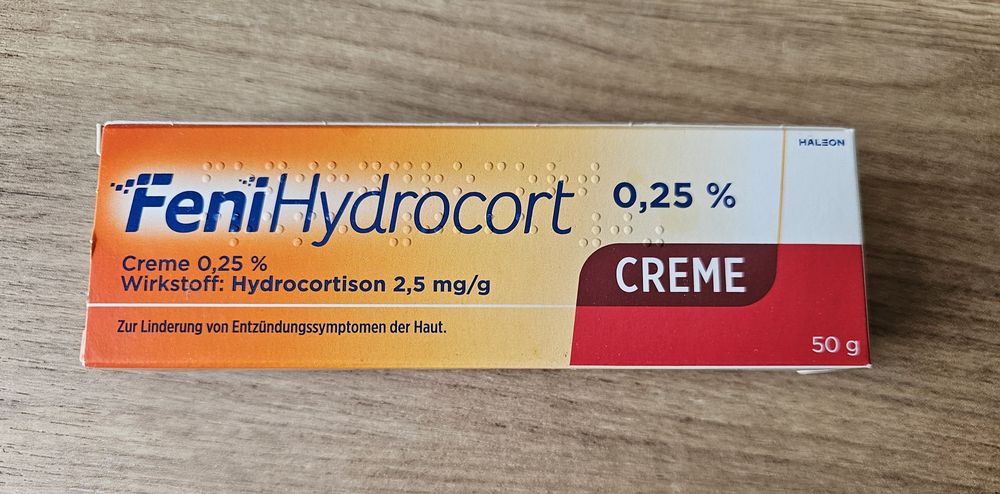 HALEON
FeniHydrocort 0,25 %
Creme 0,25 %
Wirkstoff: Hydrocortison 2,5 mg/g
CREME
Zur Linderung von Entzündungssymptomen der Haut.
50 g